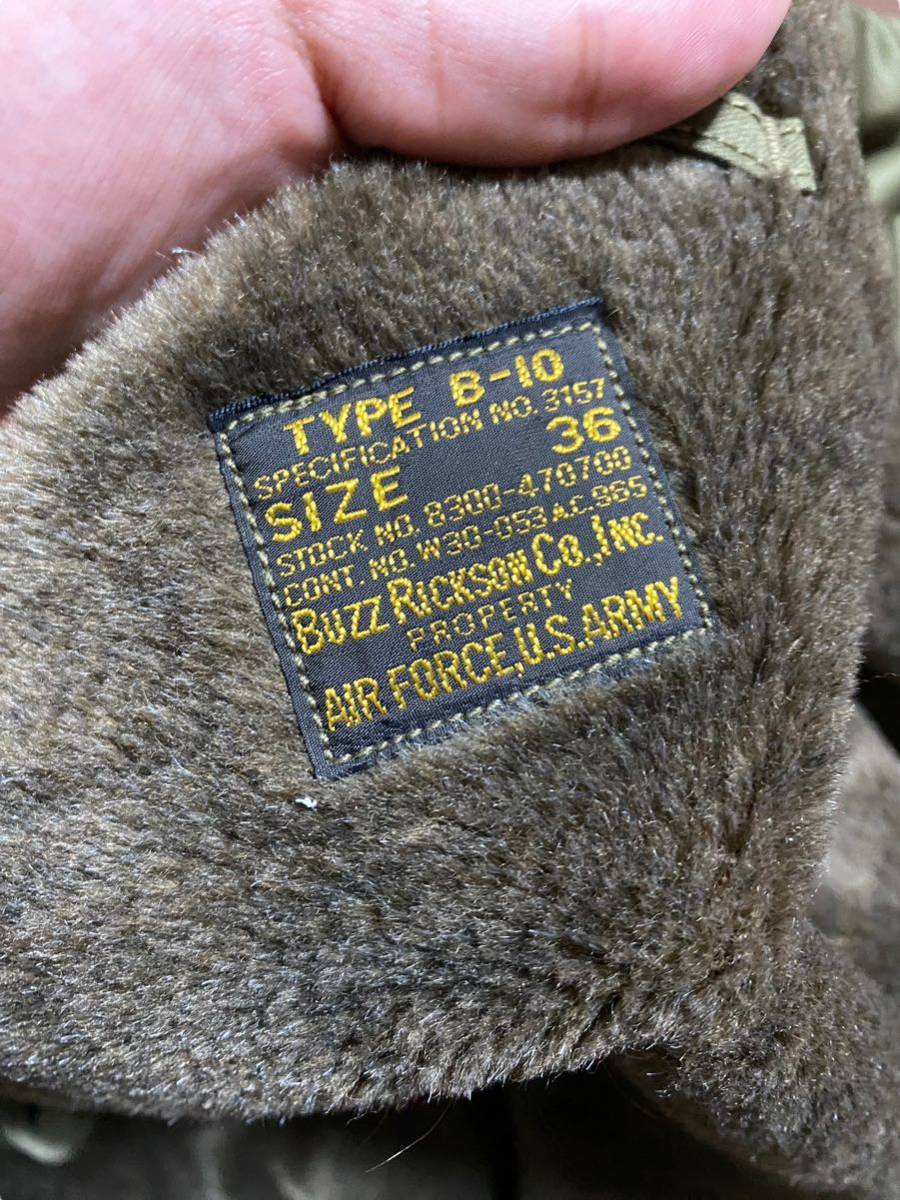 TYPE B-10
SPECIFICATION NO. 3157
SIZE 36
STOCK NO. 8300-470700
CONT. NO. W30-053 A.C. 965
BUZZ RICKSON CO., INC.
PROPERTY
AIR FORCE, U.S. ARMY